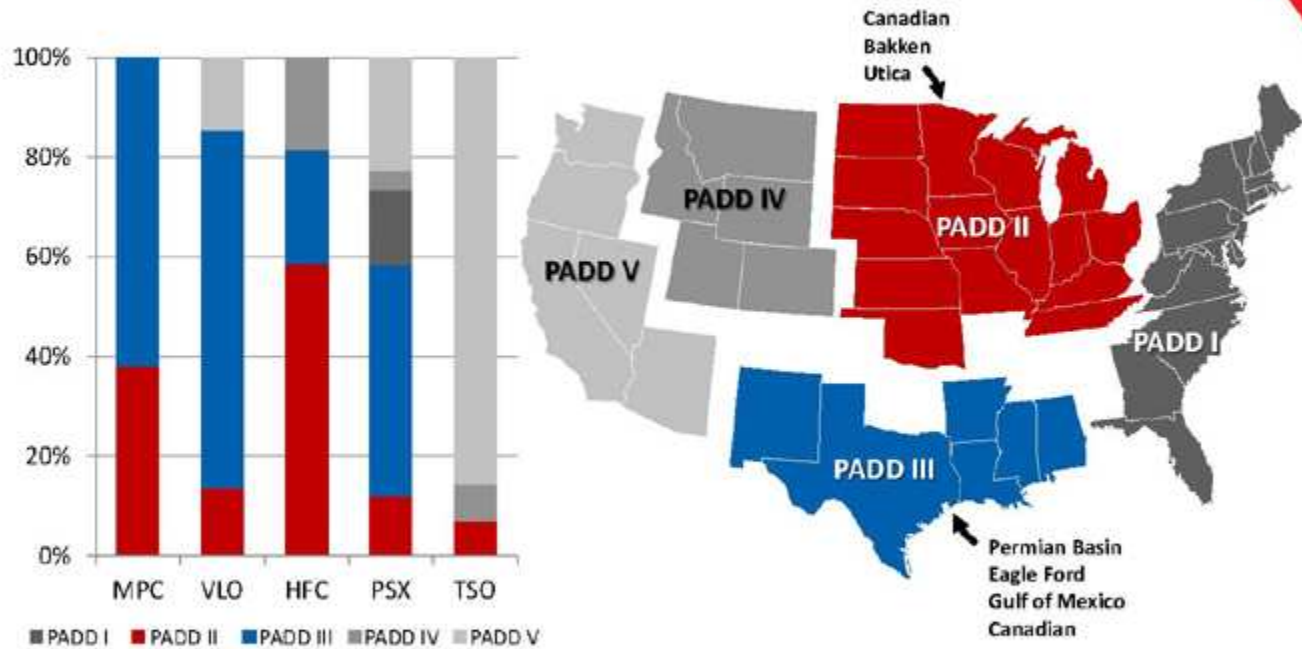 100%
80%
60%
40%
20%
0%
MPC VLO HFC PSX TSO
PADD I PADD II PADD III PADD IV PADD V
Canadian
Bakken
Utica
PADD IV
PADD II
PADD V
PADD I
PADD III
Permian Basin
Eagle Ford
Gulf of Mexico
Canadian